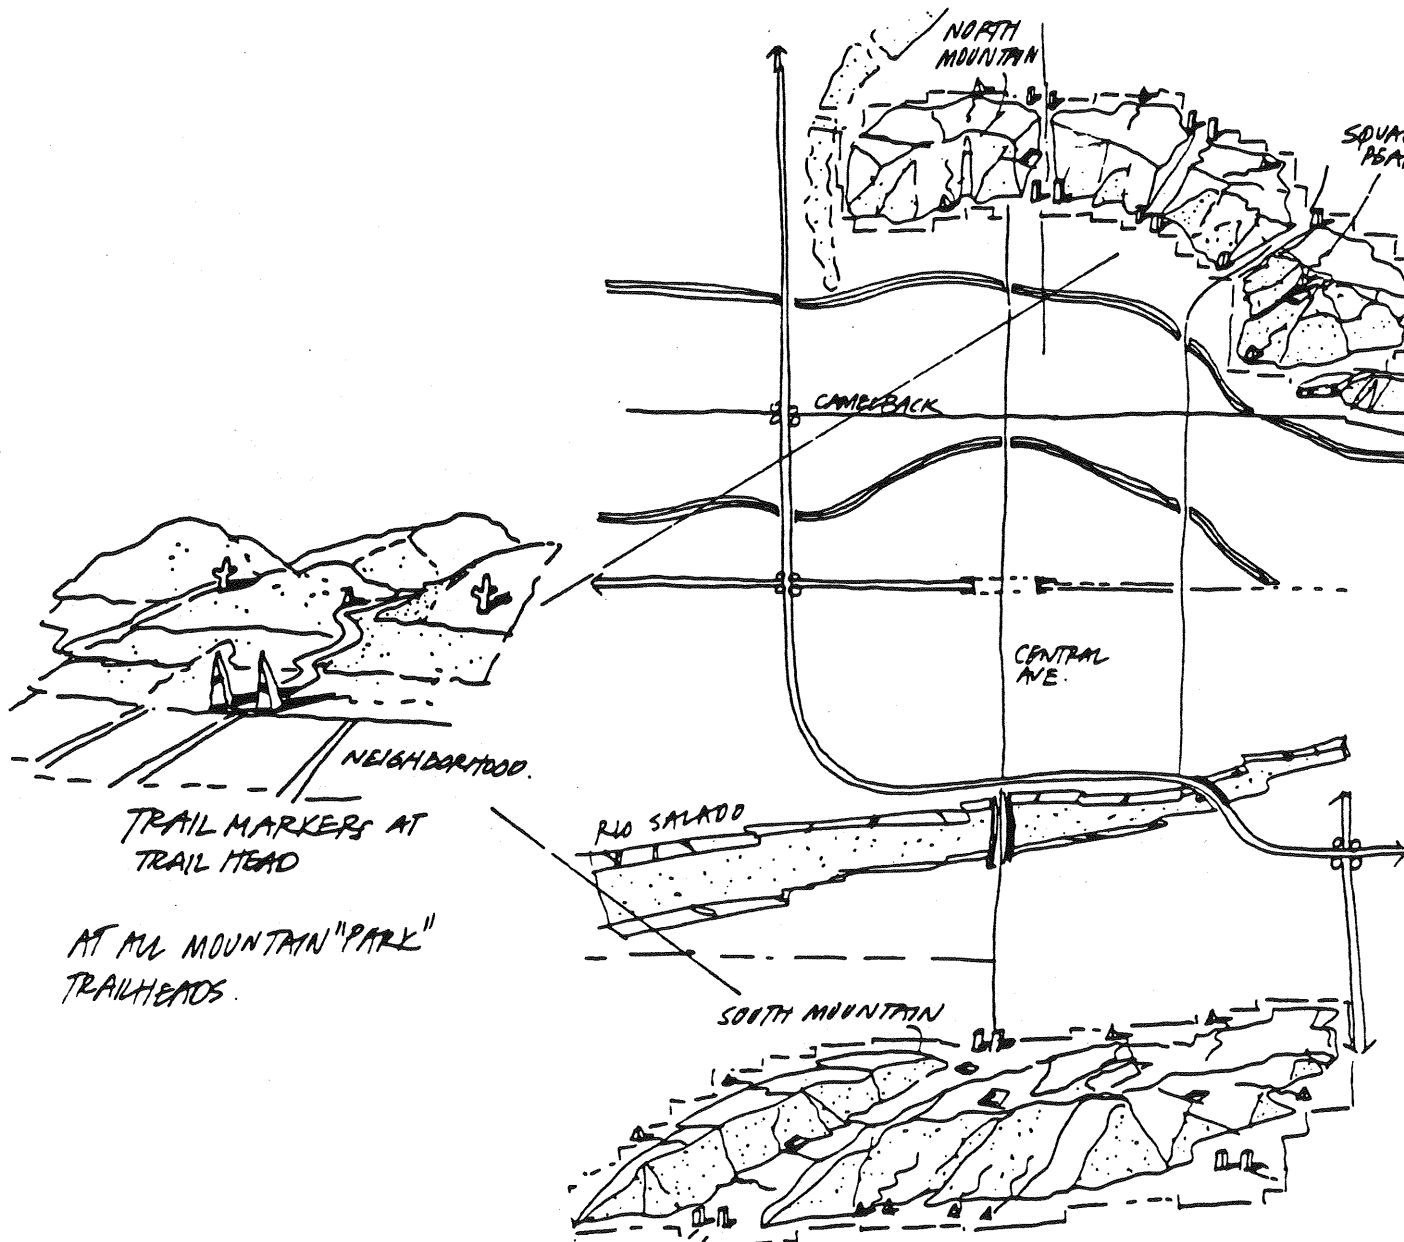 NORTH
MOUNTAIN
CAMELBACK
CENTRAL
AVE.
NEIGHBORHOOD.
TRAIL MARKERS AT
TRAIL HEAD
RIO SALADO
AT ALL MOUNTAIN "PARK"
TRAILHEADS.
SOUTH MOUNTAIN